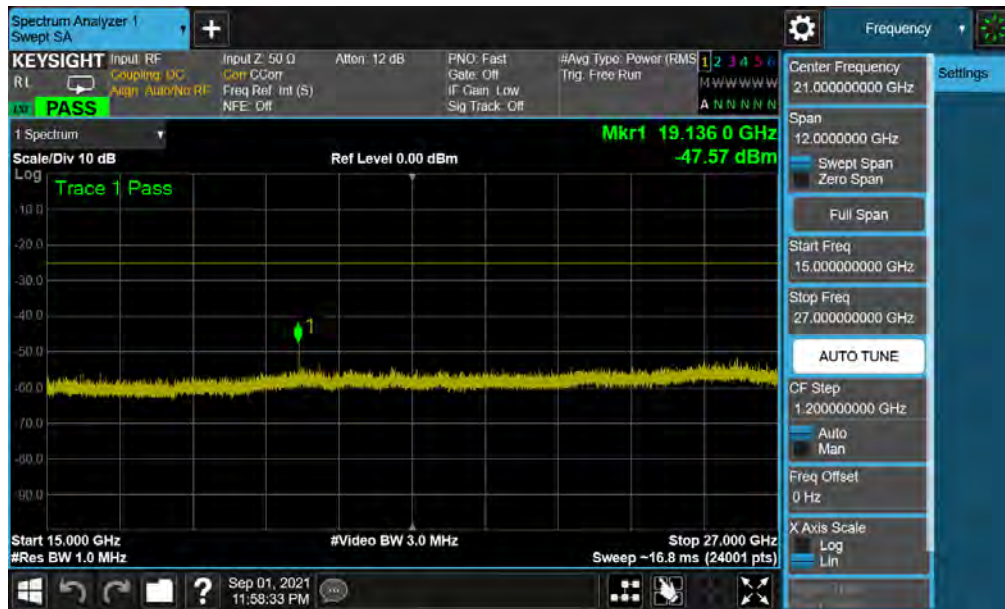 Spectrum Analyzer 1
Swept SA
+
Frequency
KEYSIGHT
RL
PASS
Input: RF
Coupling: DC
Align: Auto/No RF
Input Z: 50 Ω
Corr CCorr
Freq Ref: Int (S)
NFE: Off
Atten: 12 dB
PNO: Fast
Gate: Off
IF Gain: Low
Sig Track: Off
#Avg Type: Power (RMS
Trig: Free Run
1 2 3 4 5 6
M W W W W W
A N N N N N
1 Spectrum
Scale/Div 10 dB
Log
Ref Level 0.00 dBm
Mkr1 19.136 0 GHz
-47.57 dBm
Trace 1 Pass
-10.0
-20.0
-30.0
-40.0
1
-50.0
-60.0
-70.0
-80.0
-90.0
Start 15.000 GHz
#Res BW 1.0 MHz
#Video BW 3.0 MHz
Stop 27.000 GHz
Sweep ~16.8 ms (24001 pts)
Center Frequency
21.000000000 GHz
Settings
Span
12.0000000 GHz
Swept Span
Zero Span
Full Span
Start Freq
15.000000000 GHz
Stop Freq
27.000000000 GHz
AUTO TUNE
CF Step
1.200000000 GHz
Auto
Man
Freq Offset
0 Hz
X Axis Scale
Log
Lin
?
Sep 01, 2021
11:58:33 PM